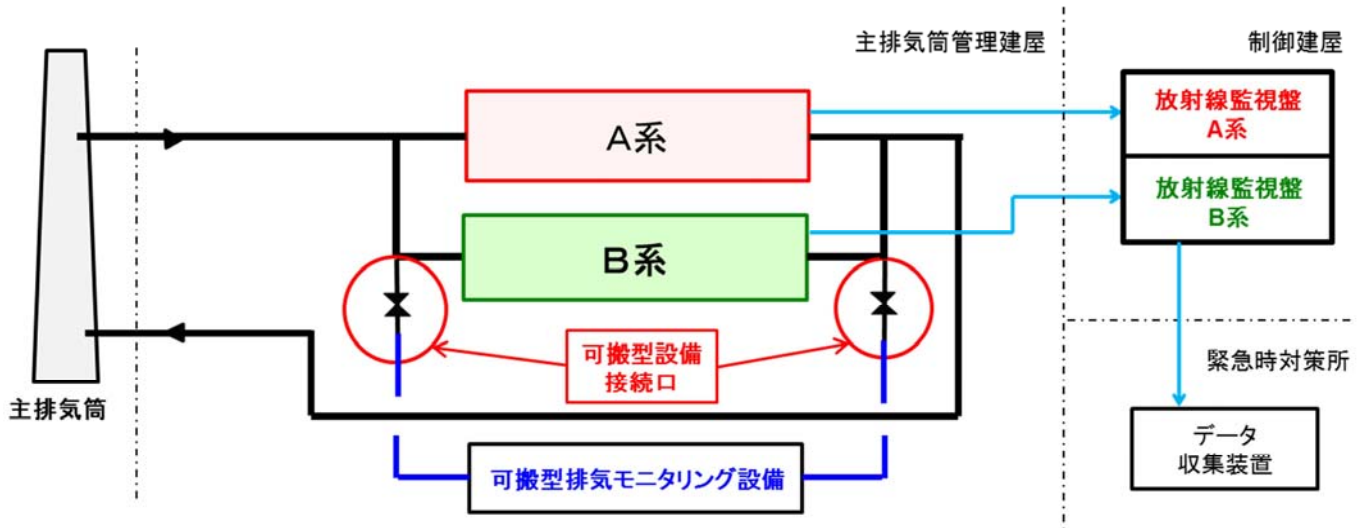 主排気筒管理建屋
制御建屋
放射線監視盤
A系
放射線監視盤
B系
A系
B系
可搬型設備
接続口
緊急時対策所
主排気筒
データ
収集装置
可搬型排気モニタリング設備